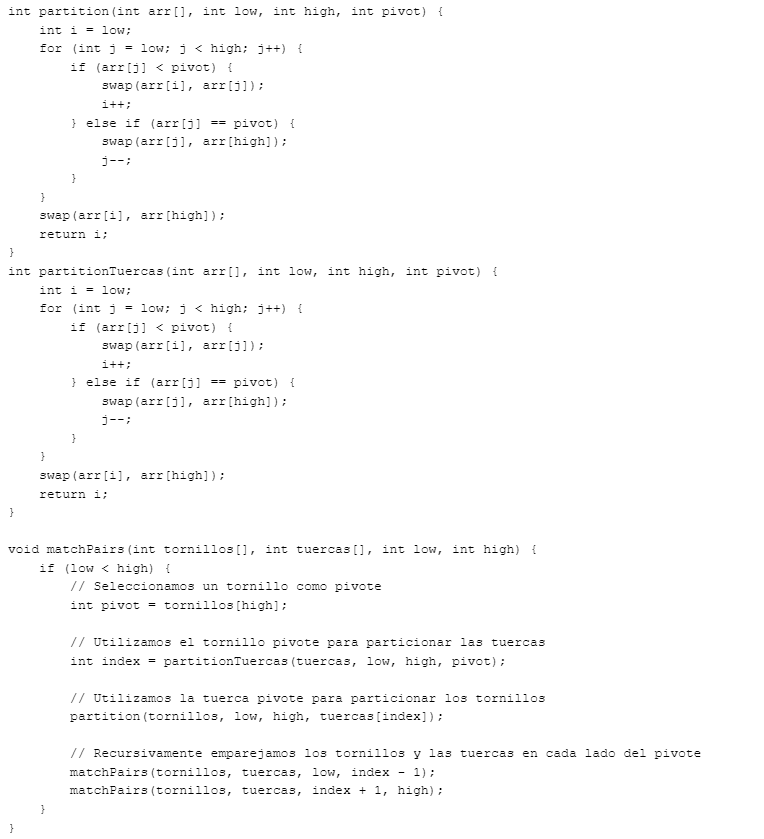 int partition(int arr[], int low, int high, int pivot) {
    int i = low;
    for (int j = low; j < high; j++) {
        if (arr[j] < pivot) {
            swap(arr[i], arr[j]);
            i++;
        } else if (arr[j] == pivot) {
            swap(arr[j], arr[high]);
            j--;
        }
    }
    swap(arr[i], arr[high]);
    return i;
}
int partitionTuercas(int arr[], int low, int high, int pivot) {
    int i = low;
    for (int j = low; j < high; j++) {
        if (arr[j] < pivot) {
            swap(arr[i], arr[j]);
            i++;
        } else if (arr[j] == pivot) {
            swap(arr[j], arr[high]);
            j--;
        }
    }
    swap(arr[i], arr[high]);
    return i;
}

void matchPairs(int tornillos[], int tuercas[], int low, int high) {
    if (low < high) {
        // Seleccionamos un tornillo como pivote
        int pivot = tornillos[high];

        // Utilizamos el tornillo pivote para particionar las tuercas
        int index = partitionTuercas(tuercas, low, high, pivot);

        // Utilizamos la tuerca pivote para particionar los tornillos
        partition(tornillos, low, high, tuercas[index]);

        // Recursivamente emparejamos los tornillos y las tuercas en cada lado del pivote
        matchPairs(tornillos, tuercas, low, index - 1);
        matchPairs(tornillos, tuercas, index + 1, high);
    }
}